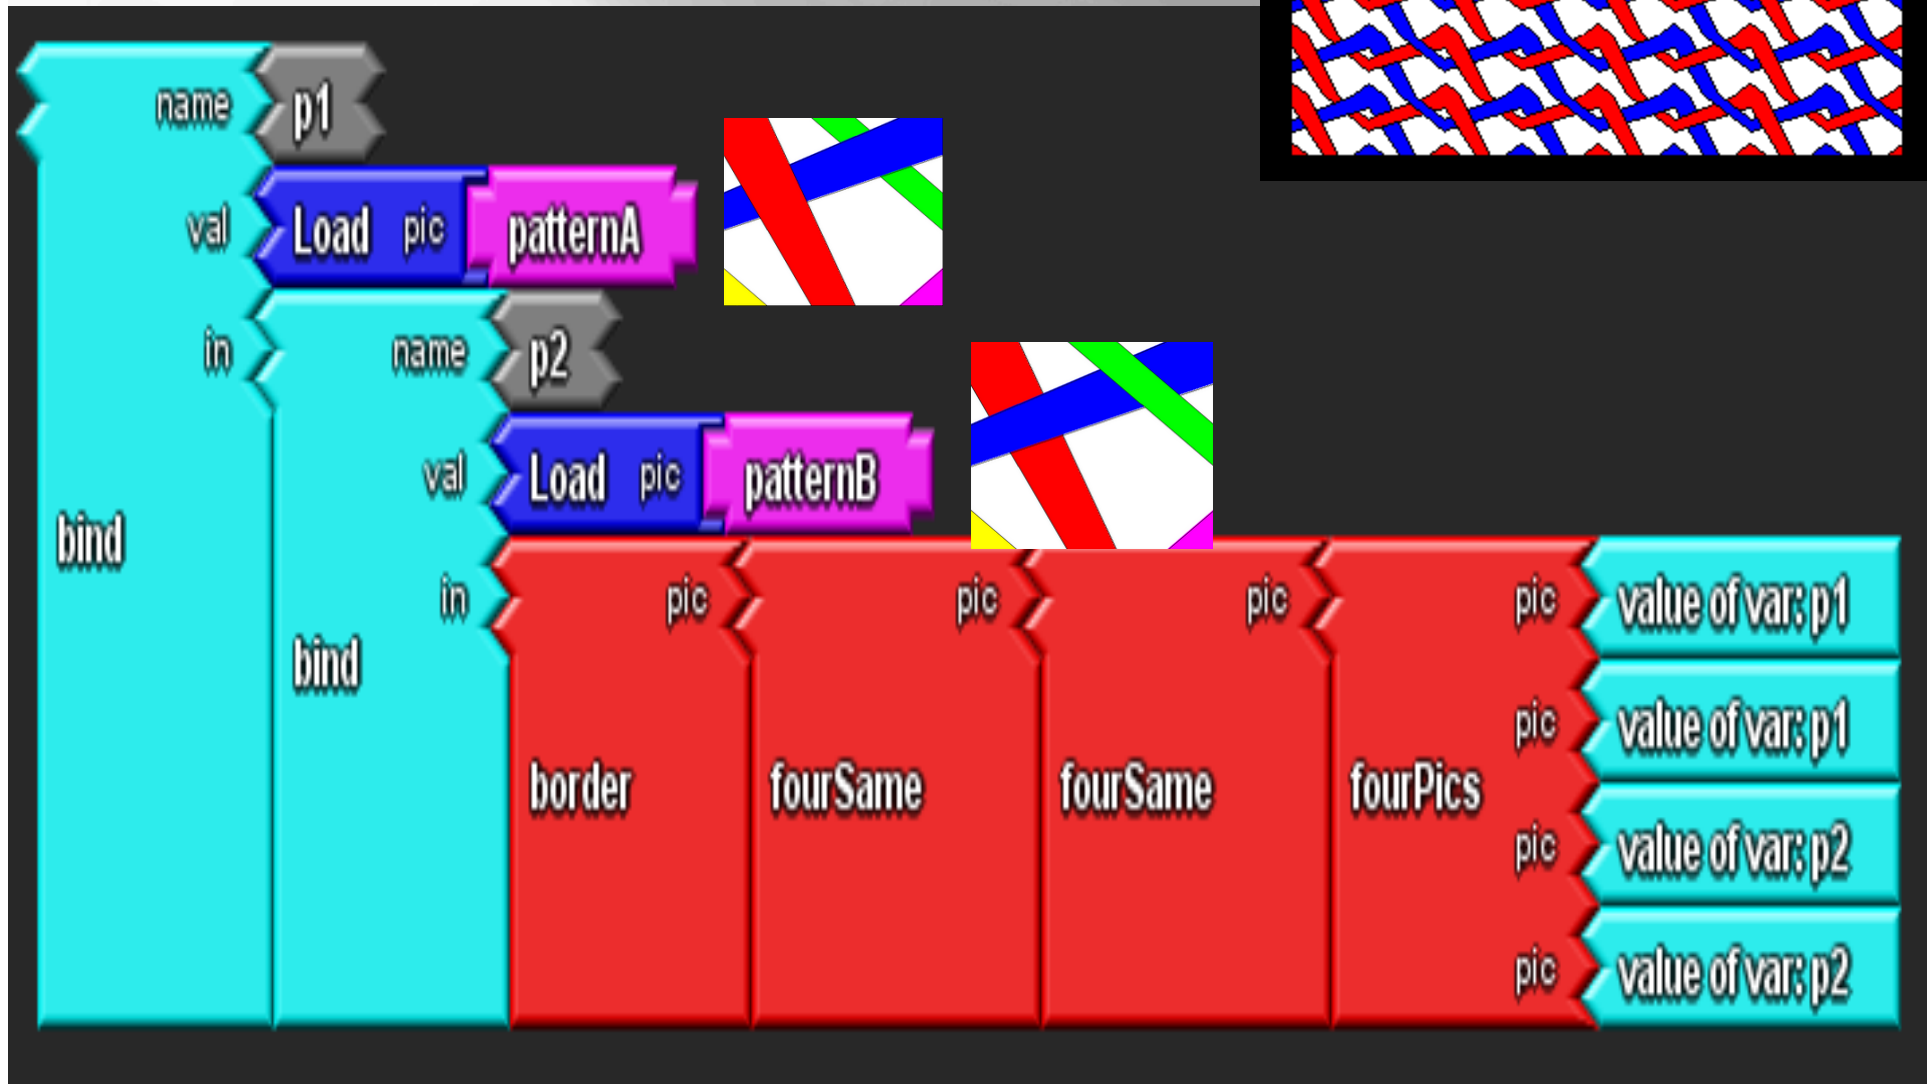 name p1
val Load pic patternA
in name p2
val Load pic patternB
bind
in pic pic pic pic value of var: p1
bind
pic value of var: p1
border fourSame fourSame fourPics
pic value of var: p2
pic value of var: p2